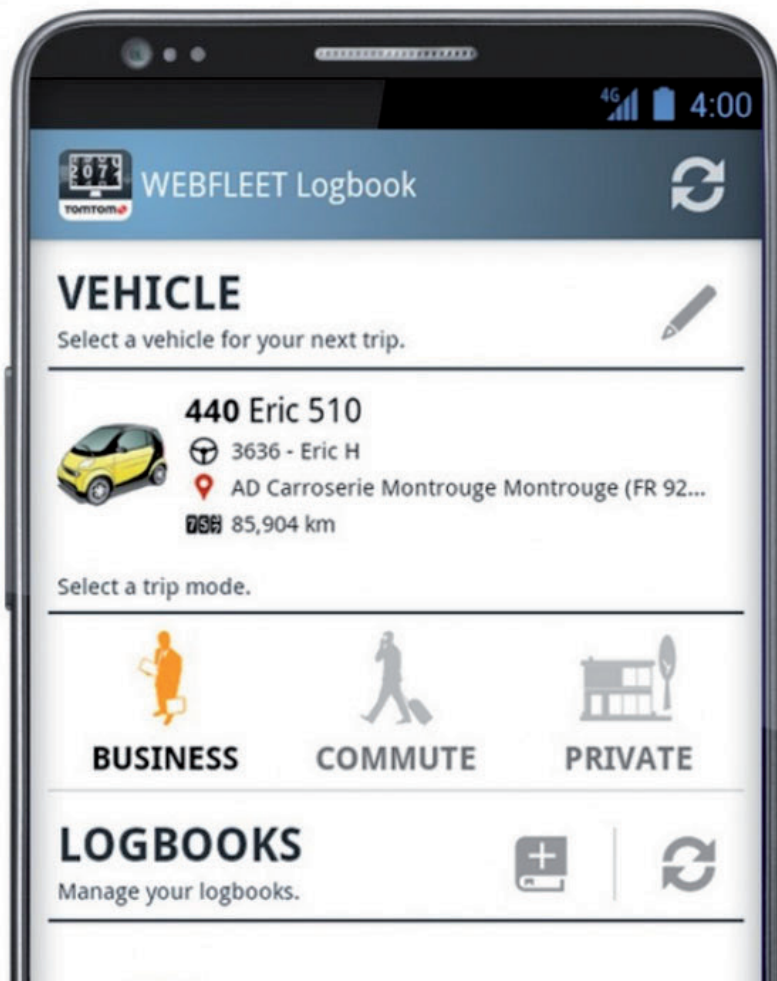 4G 4:00
2071
TOMTOM
WEBFLEET Logbook
VEHICLE
Select a vehicle for your next trip.
440 Eric 510
3636 - Eric H
AD Carroserie Montrouge Montrouge (FR 92...
85,904 km
Select a trip mode.
BUSINESS COMMUTE PRIVATE
LOGBOOKS
Manage your logbooks.